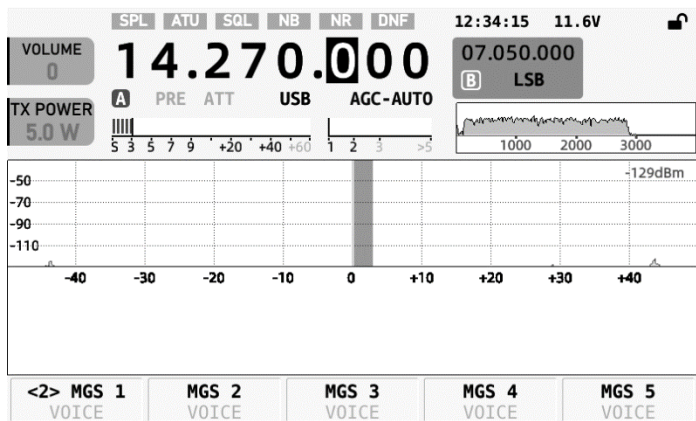 SPL ATU SQL NB NR DNF 12:34:15 11.6V
VOLUME
0
14.270.000
07.050.000
B LSB
TX POWER
5.0 W
A PRE ATT USB AGC-AUTO
S 3 5 7 9 +20 +40 +60 1 2 3 >5
1000 2000 3000
-129dBm
-50
-70
-90
-110
-40 -30 -20 -10 0 +10 +20 +30 +40
<2> MGS 1 MGS 2 MGS 3 MGS 4 MGS 5
VOICE VOICE VOICE VOICE VOICE